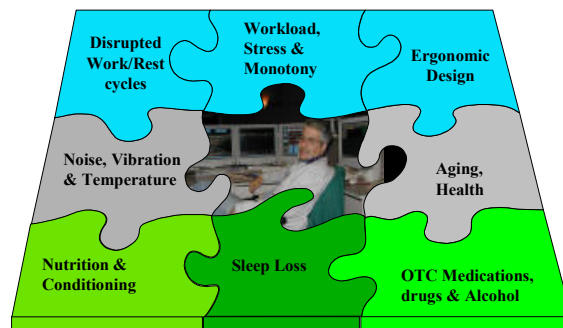 Disrupted
Work/Rest
cycles
Workload,
Stress &
Monotony
Ergonomic
Design
Noise, Vibration
& Temperature
Aging,
Health
Nutrition &
Conditioning
Sleep Loss
OTC Medications,
drugs & Alcohol